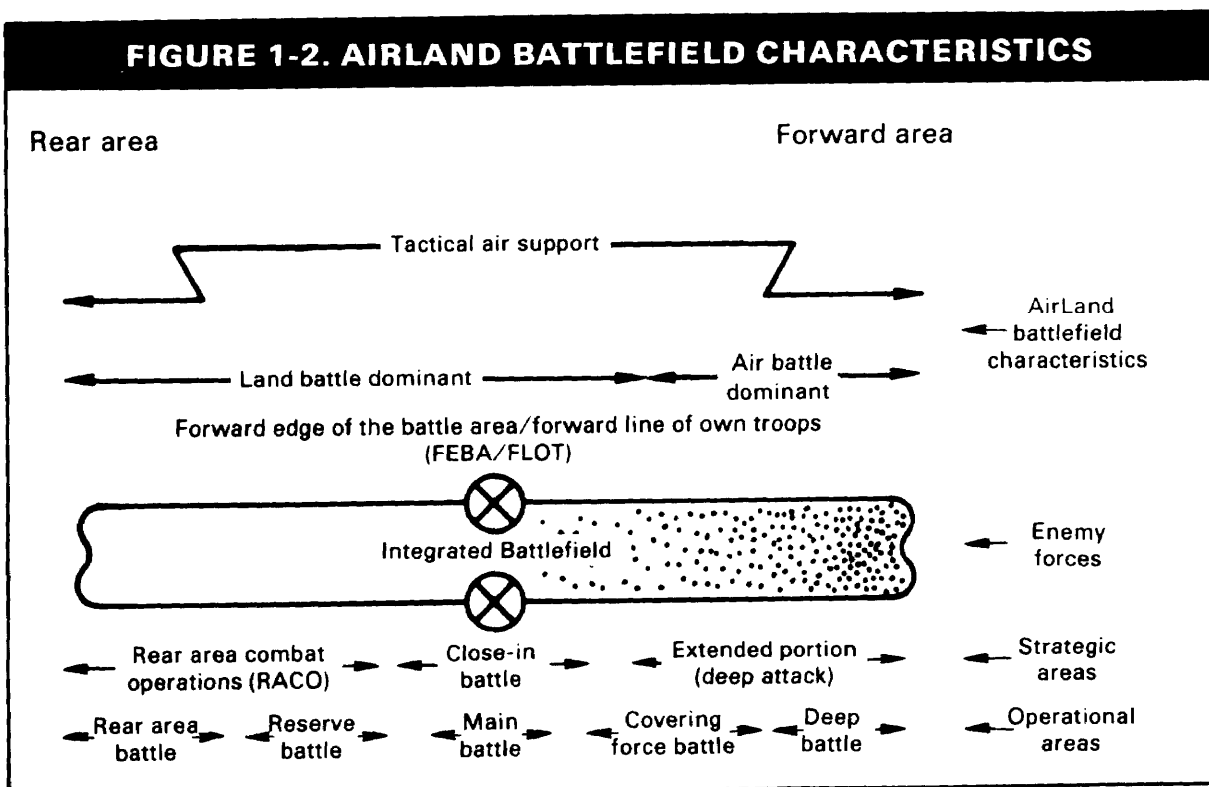 FIGURE 1-2. AIRLAND BATTLEFIELD CHARACTERISTICS
Rear area
Forward area
Tactical air support
AirLand
battlefield
characteristics
Land battle dominant
Air battle
dominant
Forward edge of the battle area/forward line of own troops
(FEBA/FLOT)
Integrated Battlefield
Enemy
forces
Rear area combat
operations (RACO)
Close-in
battle
Extended portion
(deep attack)
Strategic
areas
Rear area
battle
Reserve
battle
Main
battle
Covering
force battle
Deep
battle
Operational
areas